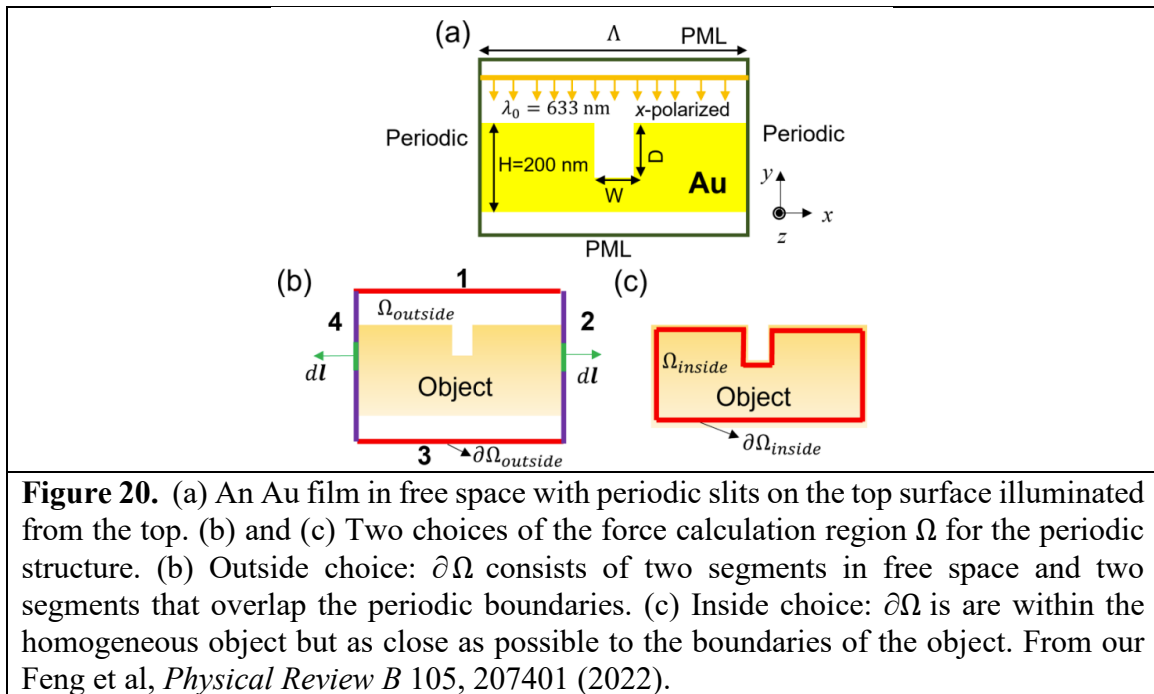 (a)
Λ
PML
λ₀ = 633 nm
x-polarized
Periodic
Periodic
H=200 nm
D
W
Au
y
x
z
PML
(b)
1
(c)
4
Ω_outside
2
Ω_inside
dl
Object
dl
Object
3
∂Ω_outside
∂Ω_inside
Figure 20. (a) An Au film in free space with periodic slits on the top surface illuminated
from the top. (b) and (c) Two choices of the force calculation region Ω for the periodic
structure. (b) Outside choice: ∂Ω consists of two segments in free space and two
segments that overlap the periodic boundaries. (c) Inside choice: ∂Ω is are within the
homogeneous object but as close as possible to the boundaries of the object. From our
Feng et al, Physical Review B 105, 207401 (2022).